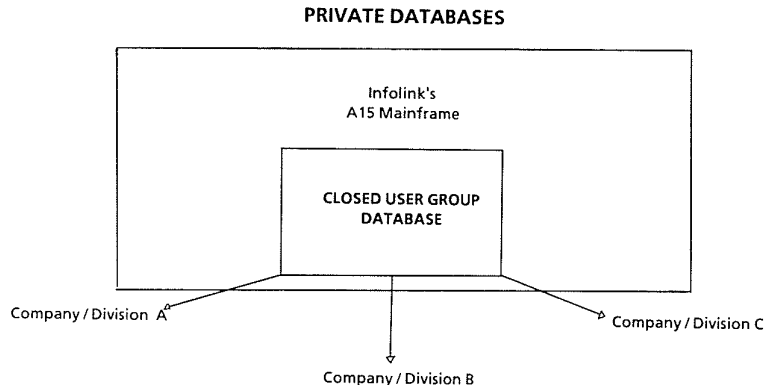 PRIVATE DATABASES
Infolink's
A15 Mainframe
CLOSED USER GROUP
DATABASE
Company / Division A
Company / Division C
Company / Division B